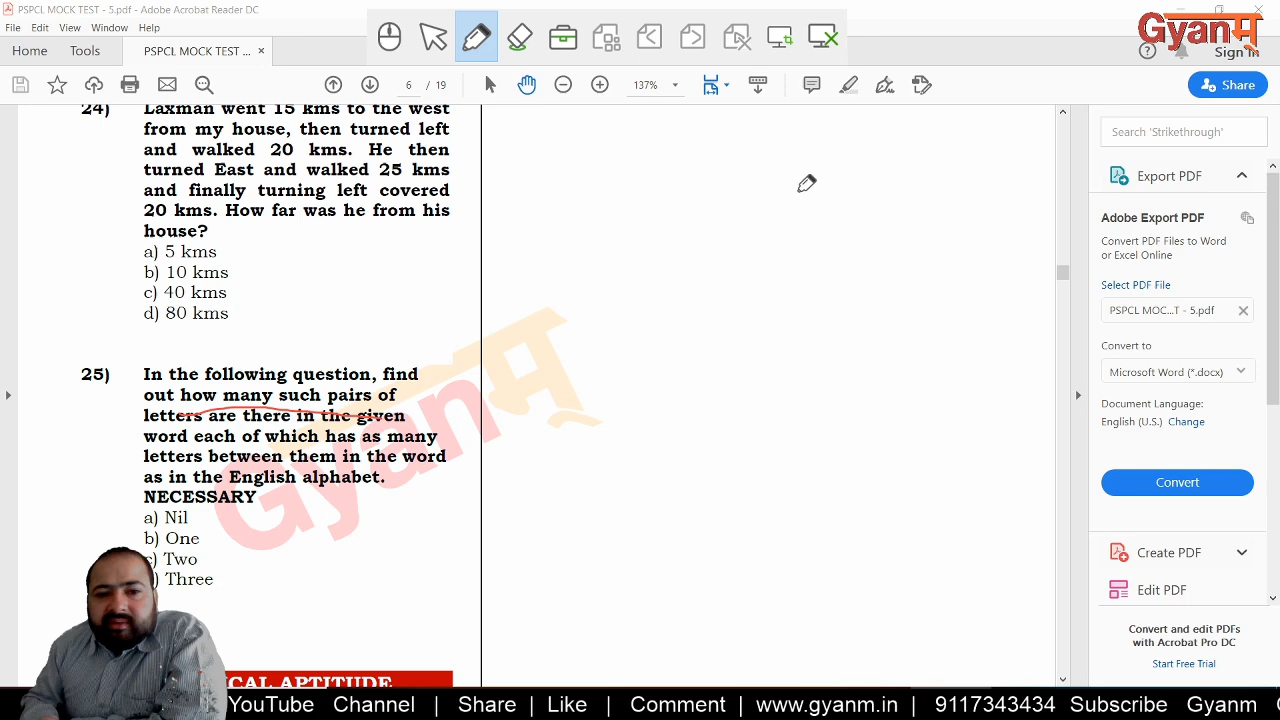 PSPCL MOCK TEST - 5.pdf - Adobe Acrobat Reader DC
File Edit View Window Help
Gyanम्
Home Tools PSPCL MOCK TEST ... ×
Sign In
6 / 19
137%
Share
24) Laxman went 15 kms to the west
from my house, then turned left
and walked 20 kms. He then
turned East and walked 25 kms
and finally turning left covered
20 kms. How far was he from his
house?
a) 5 kms
b) 10 kms
c) 40 kms
d) 80 kms
25) In the following question, find
out how many such pairs of
letters are there in the given
word each of which has as many
letters between them in the word
as in the English alphabet.
NECESSARY
a) Nil
b) One
c) Two
) Three
Gyanम्
CAL APTITUDE
Search 'Strikethrough'
Export PDF
Adobe Export PDF
Convert PDF Files to Word
or Excel Online
Select PDF File
PSPCL MOC...T - 5.pdf
Convert to
Microsoft Word (*.docx)
Document Language:
English (U.S.) Change
Convert
Create PDF
Edit PDF
Convert and edit PDFs
with Acrobat Pro DC
Start Free Trial
YouTube Channel | Share | Like | Comment | www.gyanm.in | 9117343434 Subscribe Gyanm